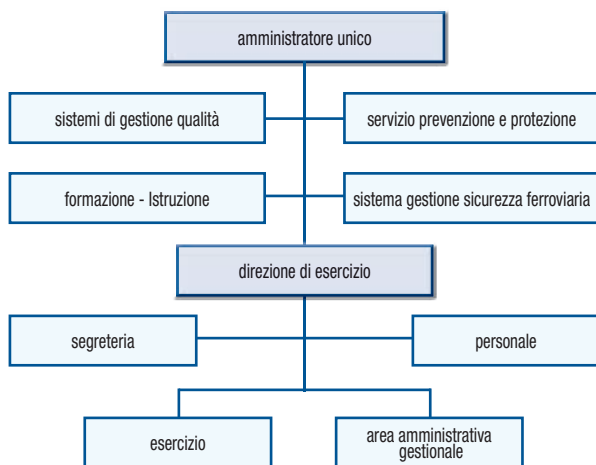 amministratore unico
sistemi di gestione qualità
servizio prevenzione e protezione
formazione - Istruzione
sistema gestione sicurezza ferroviaria
direzione di esercizio
segreteria
personale
esercizio
area amministrativa
gestionale